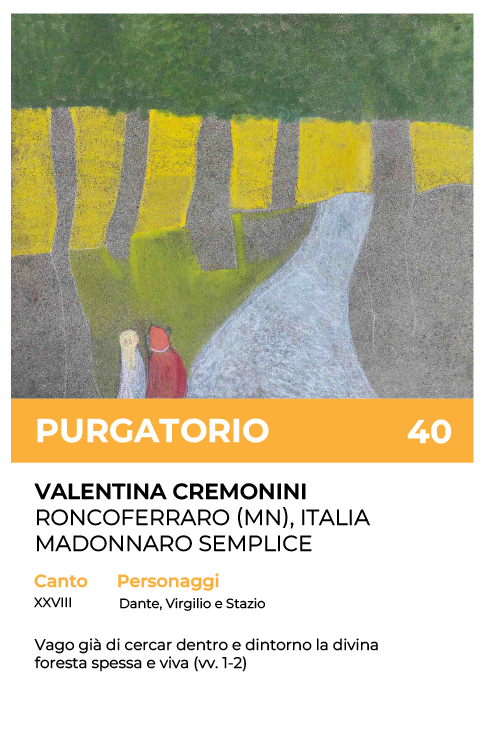 PURGATORIO 40
VALENTINA CREMONINI
RONCOFERRARO (MN), ITALIA
MADONNARO SEMPLICE
Canto Personaggi
XXVIII Dante, Virgilio e Stazio
Vago già di cercar dentro e dintorno la divina
foresta spessa e viva (vv. 1-2)